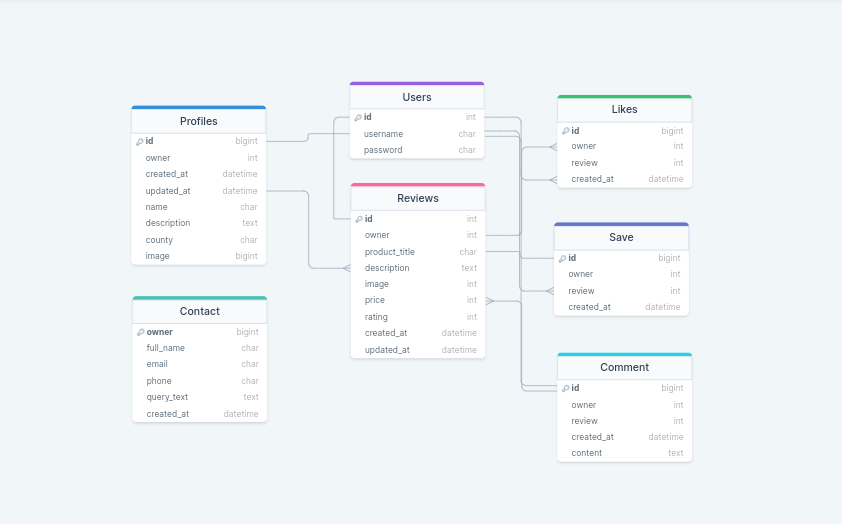 Profiles
id bigint
owner int
created_at datetime
updated_at datetime
name char
description text
county char
image bigint
Contact
owner bigint
full_name char
email char
phone char
query_text text
created_at datetime
Users
id int
username char
password char
Reviews
id int
owner int
product_title char
description text
image int
price int
rating int
created_at datetime
updated_at datetime
Likes
id bigint
owner int
review int
created_at datetime
Save
id bigint
owner int
review int
created_at datetime
Comment
id bigint
owner int
review int
created_at datetime
content text